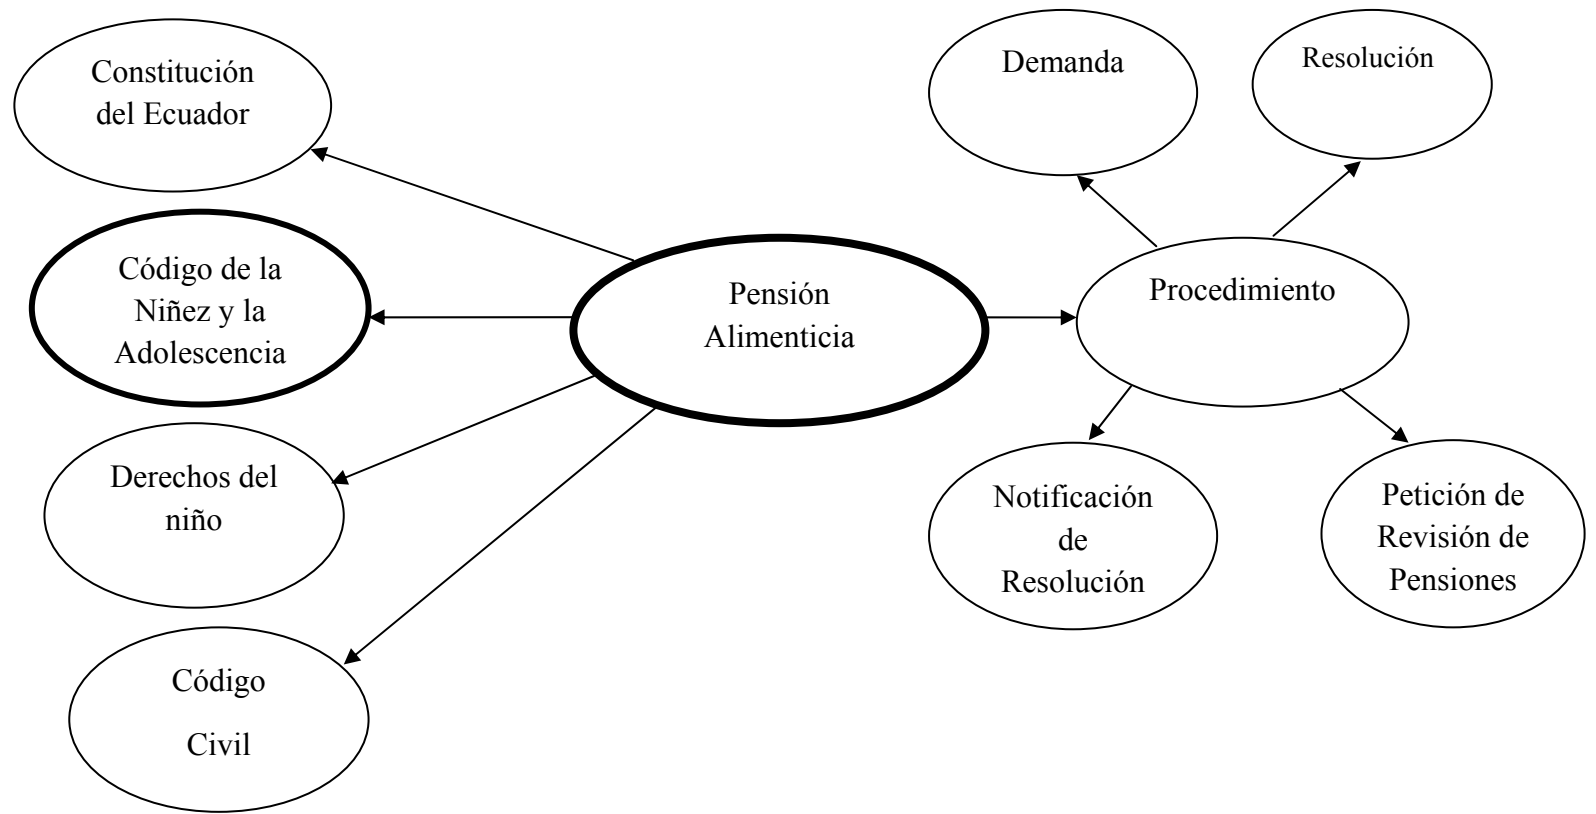 Constitución
del Ecuador
Código de la
Niñez y la
Adolescencia
Derechos del
niño
Código
Civil
Pensión
Alimenticia
Demanda
Resolución
Procedimiento
Notificación
de
Resolución
Petición de
Revisión de
Pensiones